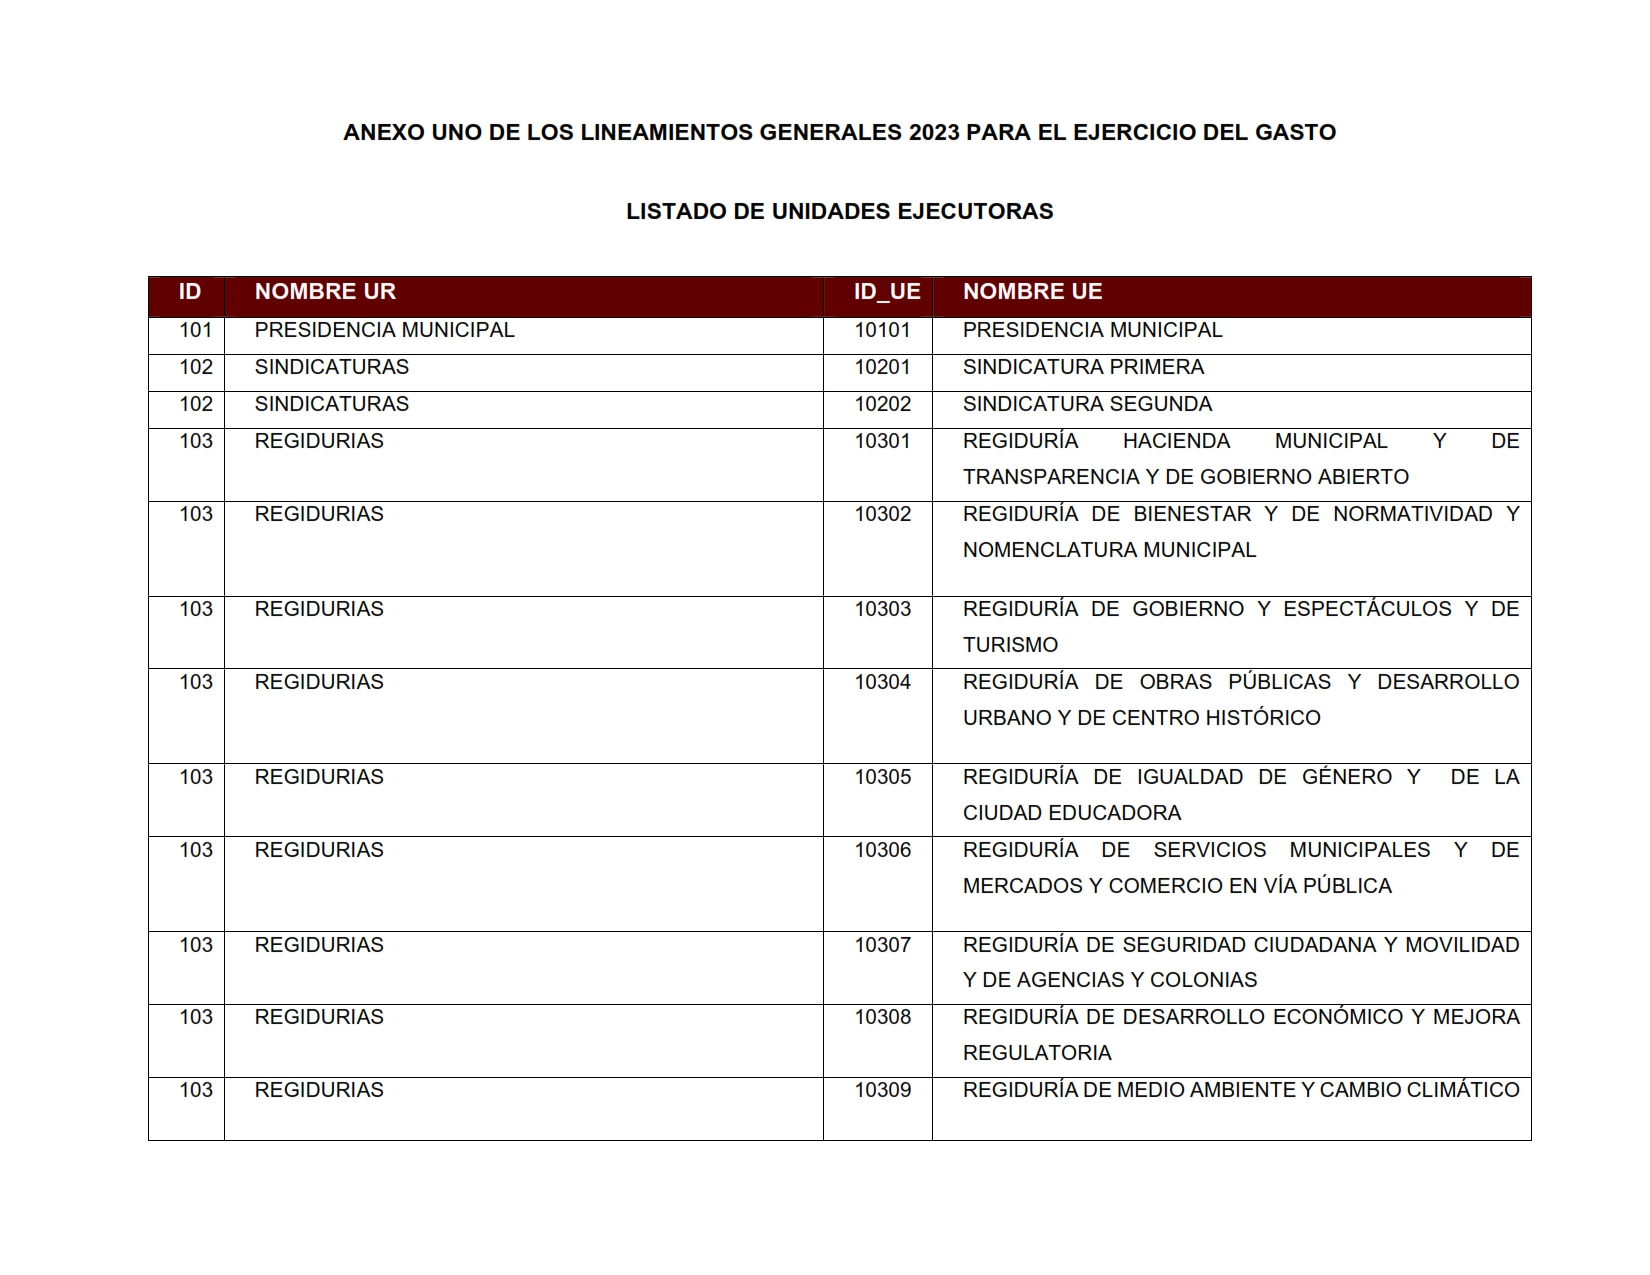 ANEXO UNO DE LOS LINEAMIENTOS GENERALES 2023 PARA EL EJERCICIO DEL GASTO
LISTADO DE UNIDADES EJECUTORAS
ID NOMBRE UR ID_UE NOMBRE UE
101 PRESIDENCIA MUNICIPAL 10101 PRESIDENCIA MUNICIPAL
102 SINDICATURAS 10201 SINDICATURA PRIMERA
102 SINDICATURAS 10202 SINDICATURA SEGUNDA
103 REGIDURIAS 10301 REGIDURÍA HACIENDA MUNICIPAL Y DE
TRANSPARENCIA Y DE GOBIERNO ABIERTO
103 REGIDURIAS 10302 REGIDURÍA DE BIENESTAR Y DE NORMATIVIDAD Y
NOMENCLATURA MUNICIPAL
103 REGIDURIAS 10303 REGIDURÍA DE GOBIERNO Y ESPECTÁCULOS Y DE
TURISMO
103 REGIDURIAS 10304 REGIDURÍA DE OBRAS PÚBLICAS Y DESARROLLO
URBANO Y DE CENTRO HISTÓRICO
103 REGIDURIAS 10305 REGIDURÍA DE IGUALDAD DE GÉNERO Y DE LA
CIUDAD EDUCADORA
103 REGIDURIAS 10306 REGIDURÍA DE SERVICIOS MUNICIPALES Y DE
MERCADOS Y COMERCIO EN VÍA PÚBLICA
103 REGIDURIAS 10307 REGIDURÍA DE SEGURIDAD CIUDADANA Y MOVILIDAD
Y DE AGENCIAS Y COLONIAS
103 REGIDURIAS 10308 REGIDURÍA DE DESARROLLO ECONÓMICO Y MEJORA
REGULATORIA
103 REGIDURIAS 10309 REGIDURÍA DE MEDIO AMBIENTE Y CAMBIO CLIMÁTICO